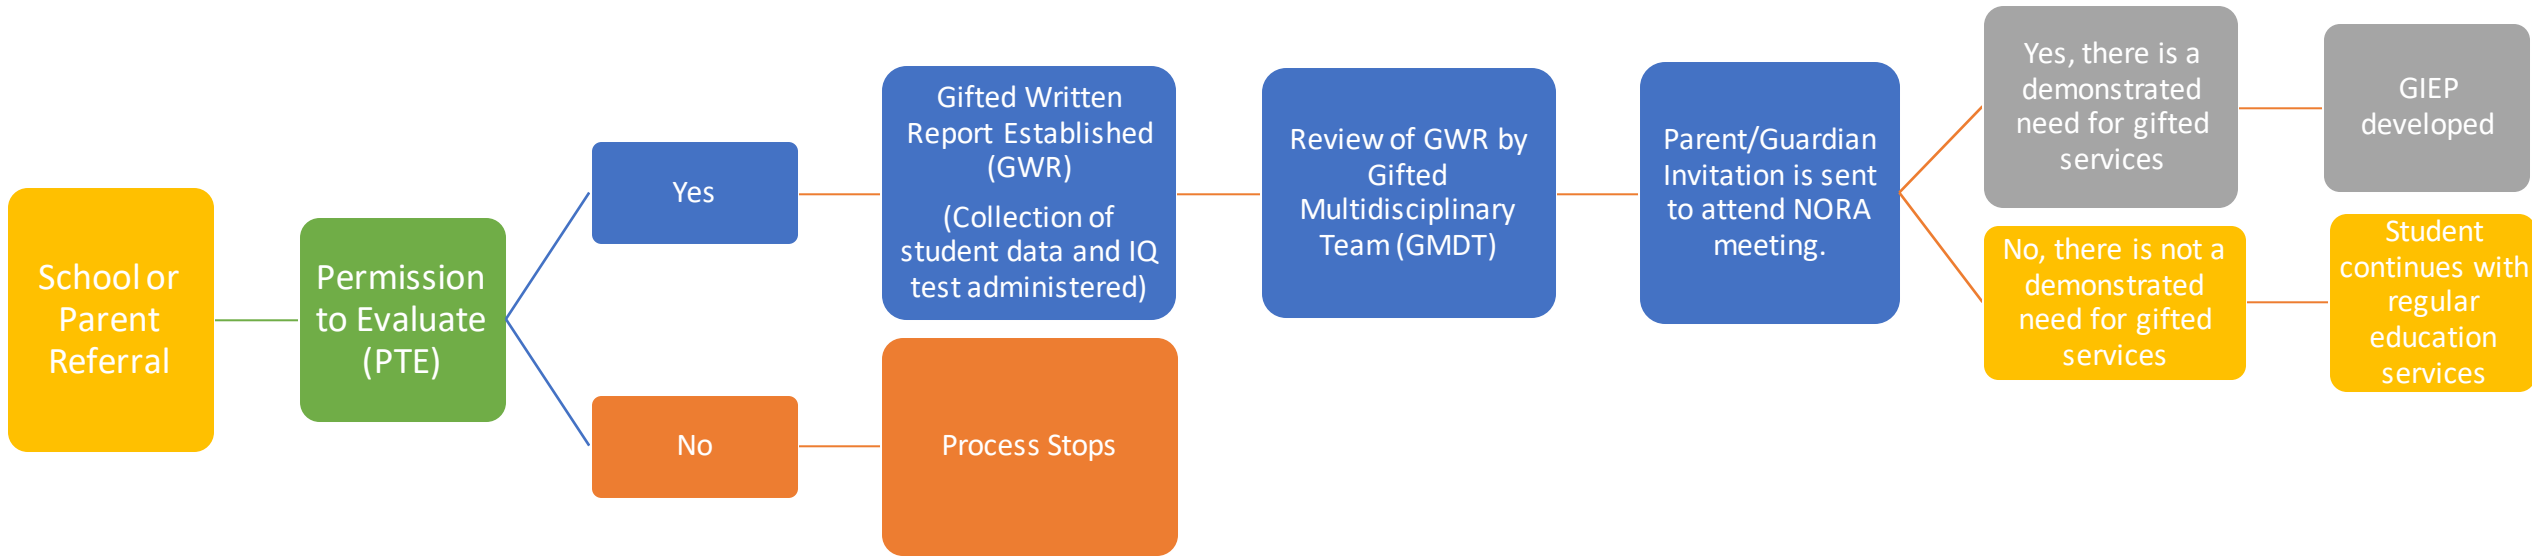 School or
Parent
Referral
Permission
to Evaluate
(PTE)
Yes
Gifted Written
Report Established
(GWR)
(Collection of
student data and IQ
test administered)
Review of GWR by
Gifted
Multidisciplinary
Team (GMDT)
Parent/Guardian
Invitation is sent
to attend NORA
meeting.
Yes, there is a
demonstrated
need for gifted
services
GIEP
developed
No, there is not a
demonstrated
need for gifted
services
Student
continues with
regular
education
services
No
Process Stops